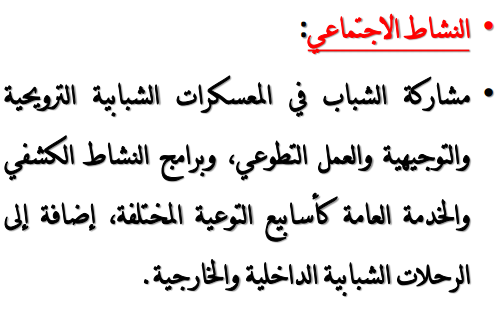 • النشاط الاجتماعي:
• مشاركة الشباب في المعسكرات الشبابية الترويحية
والتوجيهية والعمل التطوعي، وبرامج النشاط الكشفي
والخدمة العامة كأسابيع التوعية المختلفة، إضافة إلى
الرحلات الشبابية الداخلية والخارجية.